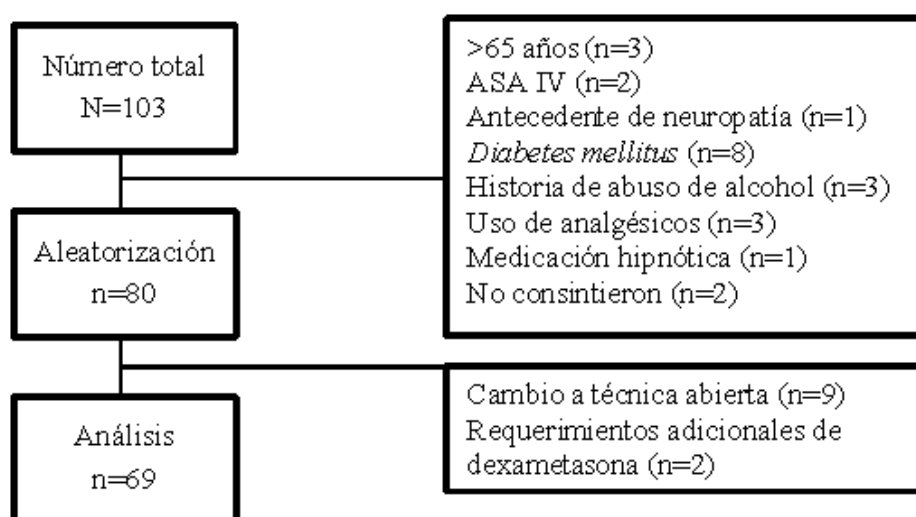 Número total
N=103
>65 años (n=3)
ASA IV (n=2)
Antecedente de neuropatía (n=1)
Diabetes mellitus (n=8)
Historia de abuso de alcohol (n=3)
Uso de analgésicos (n=3)
Medicación hipnótica (n=1)
No consintieron (n=2)
Aleatorización
n=80
Cambio a técnica abierta (n=9)
Requerimientos adicionales de
dexametasona (n=2)
Análisis
n=69